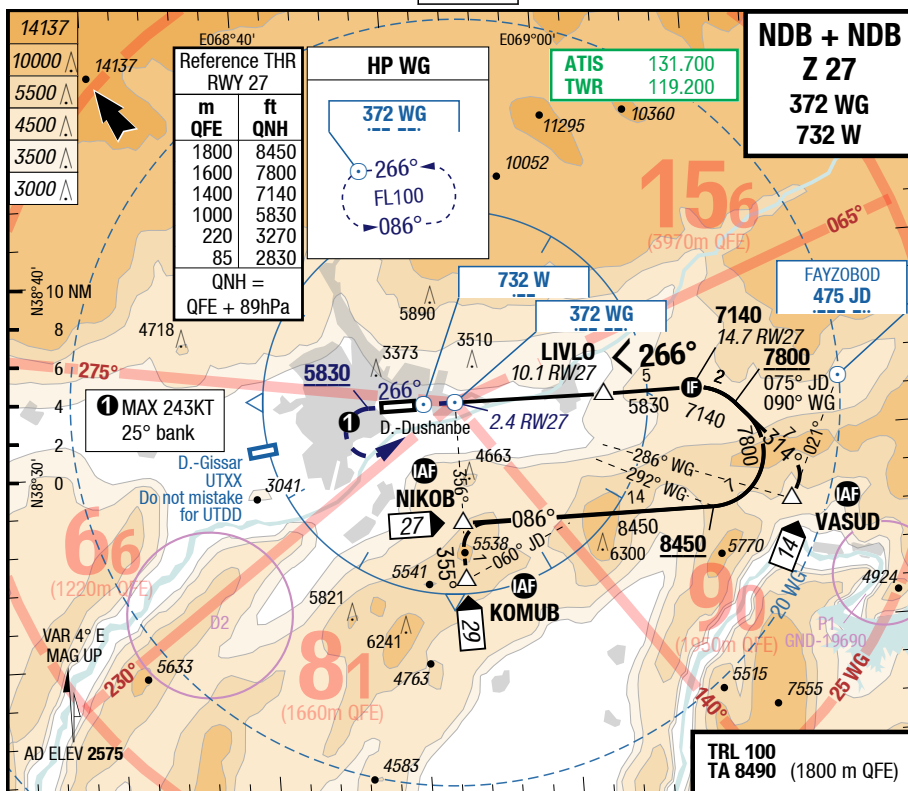 14137
10000
5500
4500
3500
3000
14137
E068°40'
E069°00'
Reference THR
RWY 27
m ft
QFE QNH
1800 8450
1600 7800
1400 7140
1000 5830
220 3270
85 2830
QNH =
QFE + 89hPa
HP WG
372 WG
266°
FL100
086°
ATIS 131.700
TWR 119.200
NDB + NDB
Z 27
372 WG
732 W
11295
10360
10052
156
(3970m QFE)
065°
FAYZOBOD
475 JD
N38°40'
10 NM
8
6
4
2
0
N38°30'
4718
5890
3373
3510
732 W
372 WG
275°
5830
266°
LIVLO
10.1 RW27
266°
7140
14.7 RW27
7800
075° JD
090° WG
5
5830
IF
2
7140
7800
7
314°
021°
1 MAX 243KT
25° bank
1
D.-Dushanbe
2.4 RW27
D.-Gissar
UTXX
Do not mistake
for UTDD
3041
4663
356°
286° WG
292° WG
7
14
IAF
NIKOB
27
086°
8450
8450
IAF
VASUD
14
5538
7
060° JD
355°
6300
5770
5541
IAF
KOMUB
29
66
(1220m QFE)
D2
5821
6241
81
(1660m QFE)
4763
90
(1950m QFE)
20 WG
P1
GND-19690
4924
25 WG
140°
5515
7555
VAR 4° E
MAG UP
230°
5633
AD ELEV 2575
4583
TRL 100
TA 8490 (1800 m QFE)